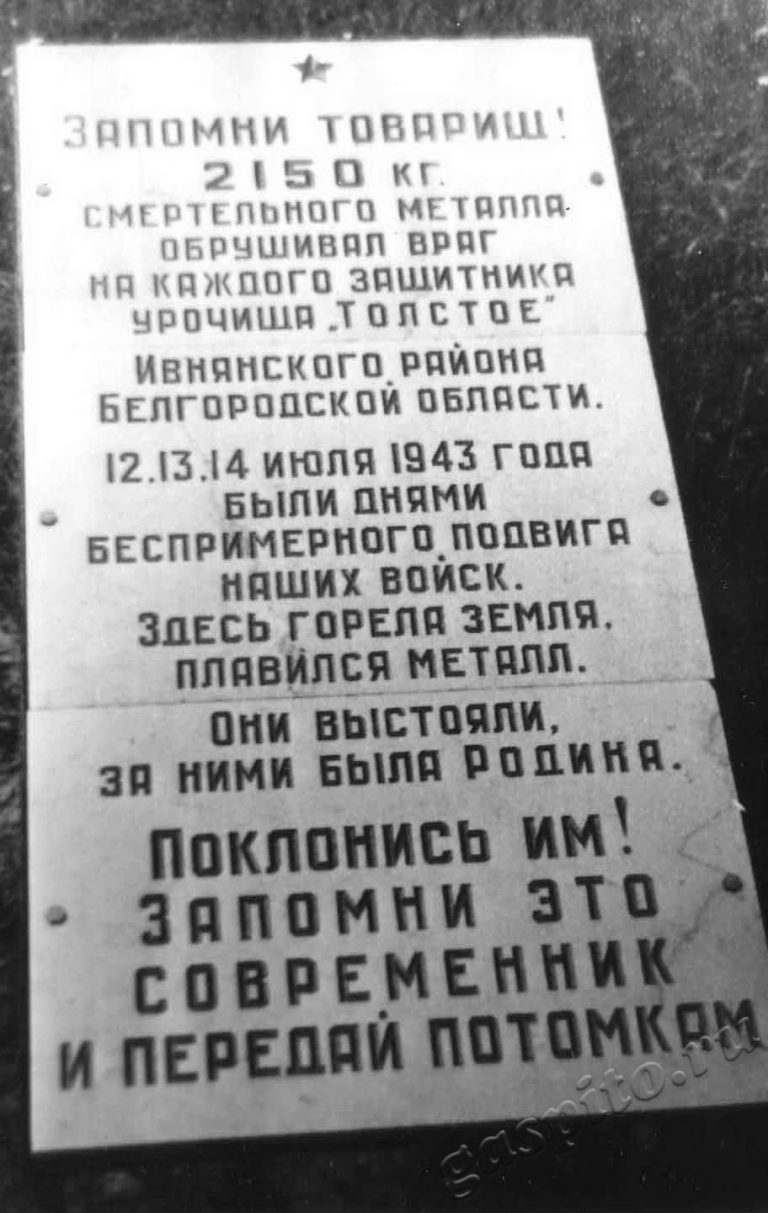 ЗАПОМНИ ТОВАРИЩ!
2150 КГ.
СМЕРТЕЛЬНОГО МЕТАЛЛА
ОБРУШИВАЛ ВРАГ
НА КАЖДОГО ЗАЩИТНИКА
УРОЧИЩА „ТОЛСТОЕ"
ИВНЯНСКОГО РАЙОНА
БЕЛГОРОДСКОЙ ОБЛАСТИ.
12.13.14 ИЮЛЯ 1943 ГОДА
БЫЛИ ДНЯМИ
БЕСПРИМЕРНОГО ПОДВИГА
НАШИХ ВОЙСК.
ЗДЕСЬ ГОРЕЛА ЗЕМЛЯ,
ПЛАВИЛСЯ МЕТАЛЛ.
ОНИ ВЫСТОЯЛИ,
ЗА НИМИ БЫЛА РОДИНА.
ПОКЛОНИСЬ ИМ!
ЗАПОМНИ ЭТО
СОВРЕМЕННИК
И ПЕРЕДАЙ ПОТОМКАМ
gaspito.ru